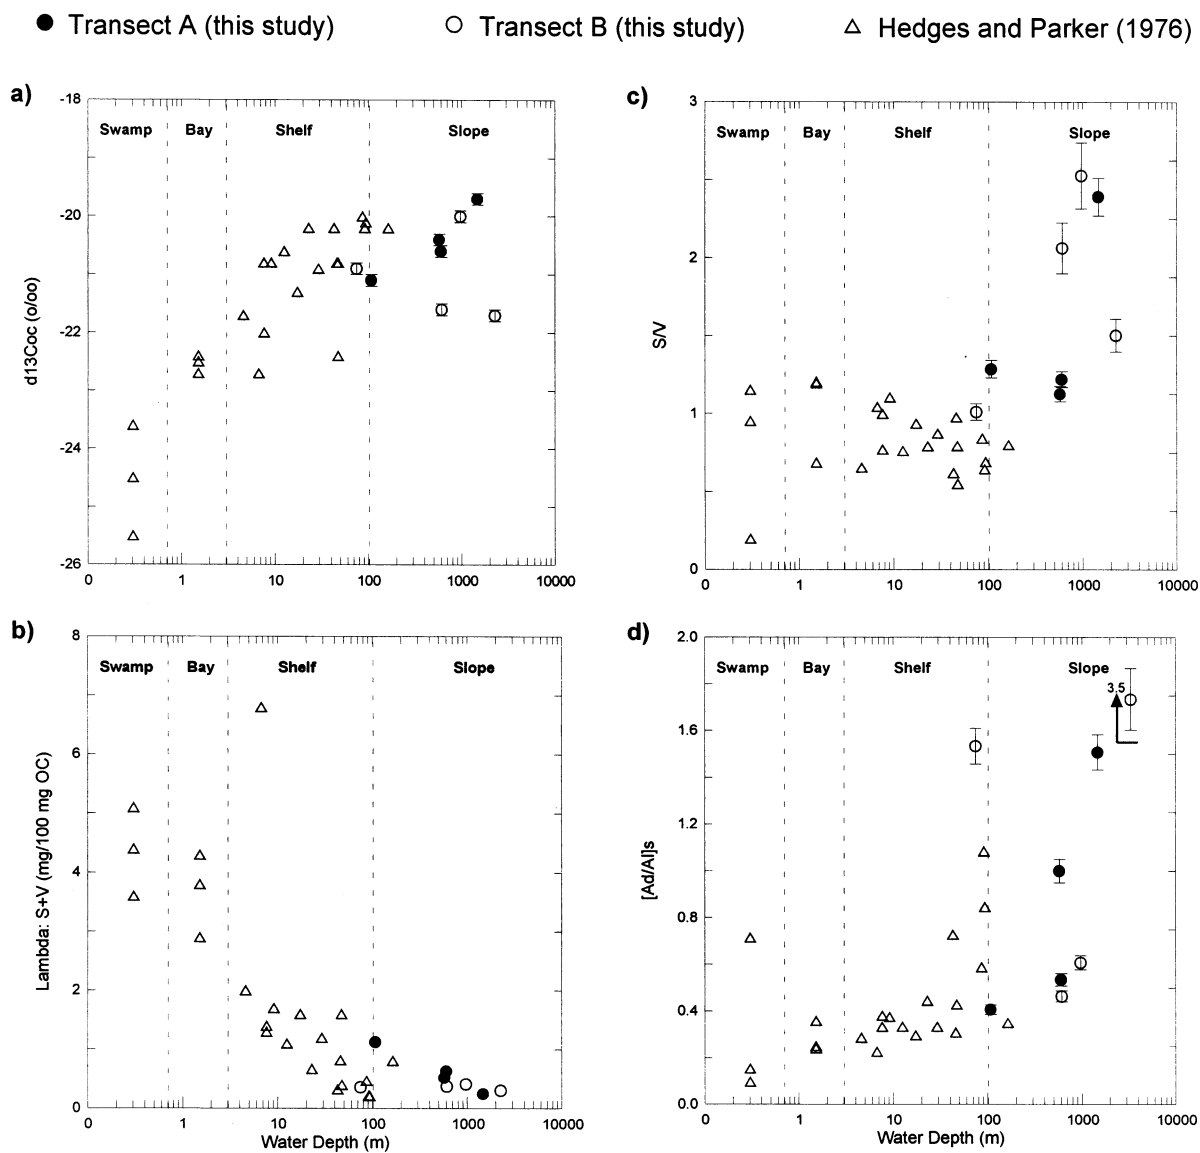 Transect A (this study) Transect B (this study) Hedges and Parker (1976)
a)
-18
-20
-22
-24
-26
d13Coc (o/oo)
Swamp Bay Shelf Slope
0 1 10 100 1000 10000
c)
3
2
1
0
S/V
Swamp Bay Shelf Slope
0 1 10 100 1000 10000
b)
8
6
4
2
0
Lambda: S+V (mg/100 mg OC)
Swamp Bay Shelf Slope
0 1 10 100 1000 10000
Water Depth (m)
d)
2.0
1.6
1.2
0.8
0.4
0.0
[Ad/Al]s
Swamp Bay Shelf Slope
3.5
0 1 10 100 1000 10000
Water Depth (m)